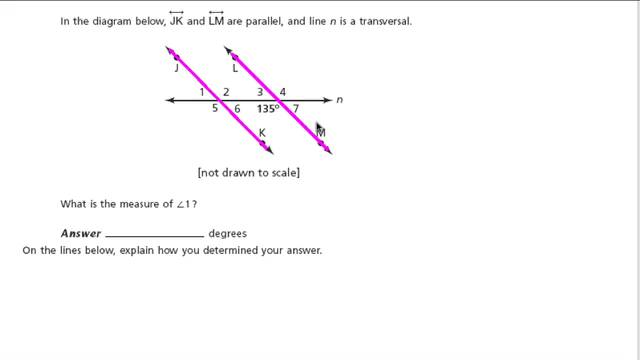 In the diagram below, JK and LM are parallel, and line n is a transversal.
J L
1 2 3 4
n
5 6 135° 7
K M
[not drawn to scale]
What is the measure of ∠1?
Answer ________________ degrees
On the lines below, explain how you determined your answer.